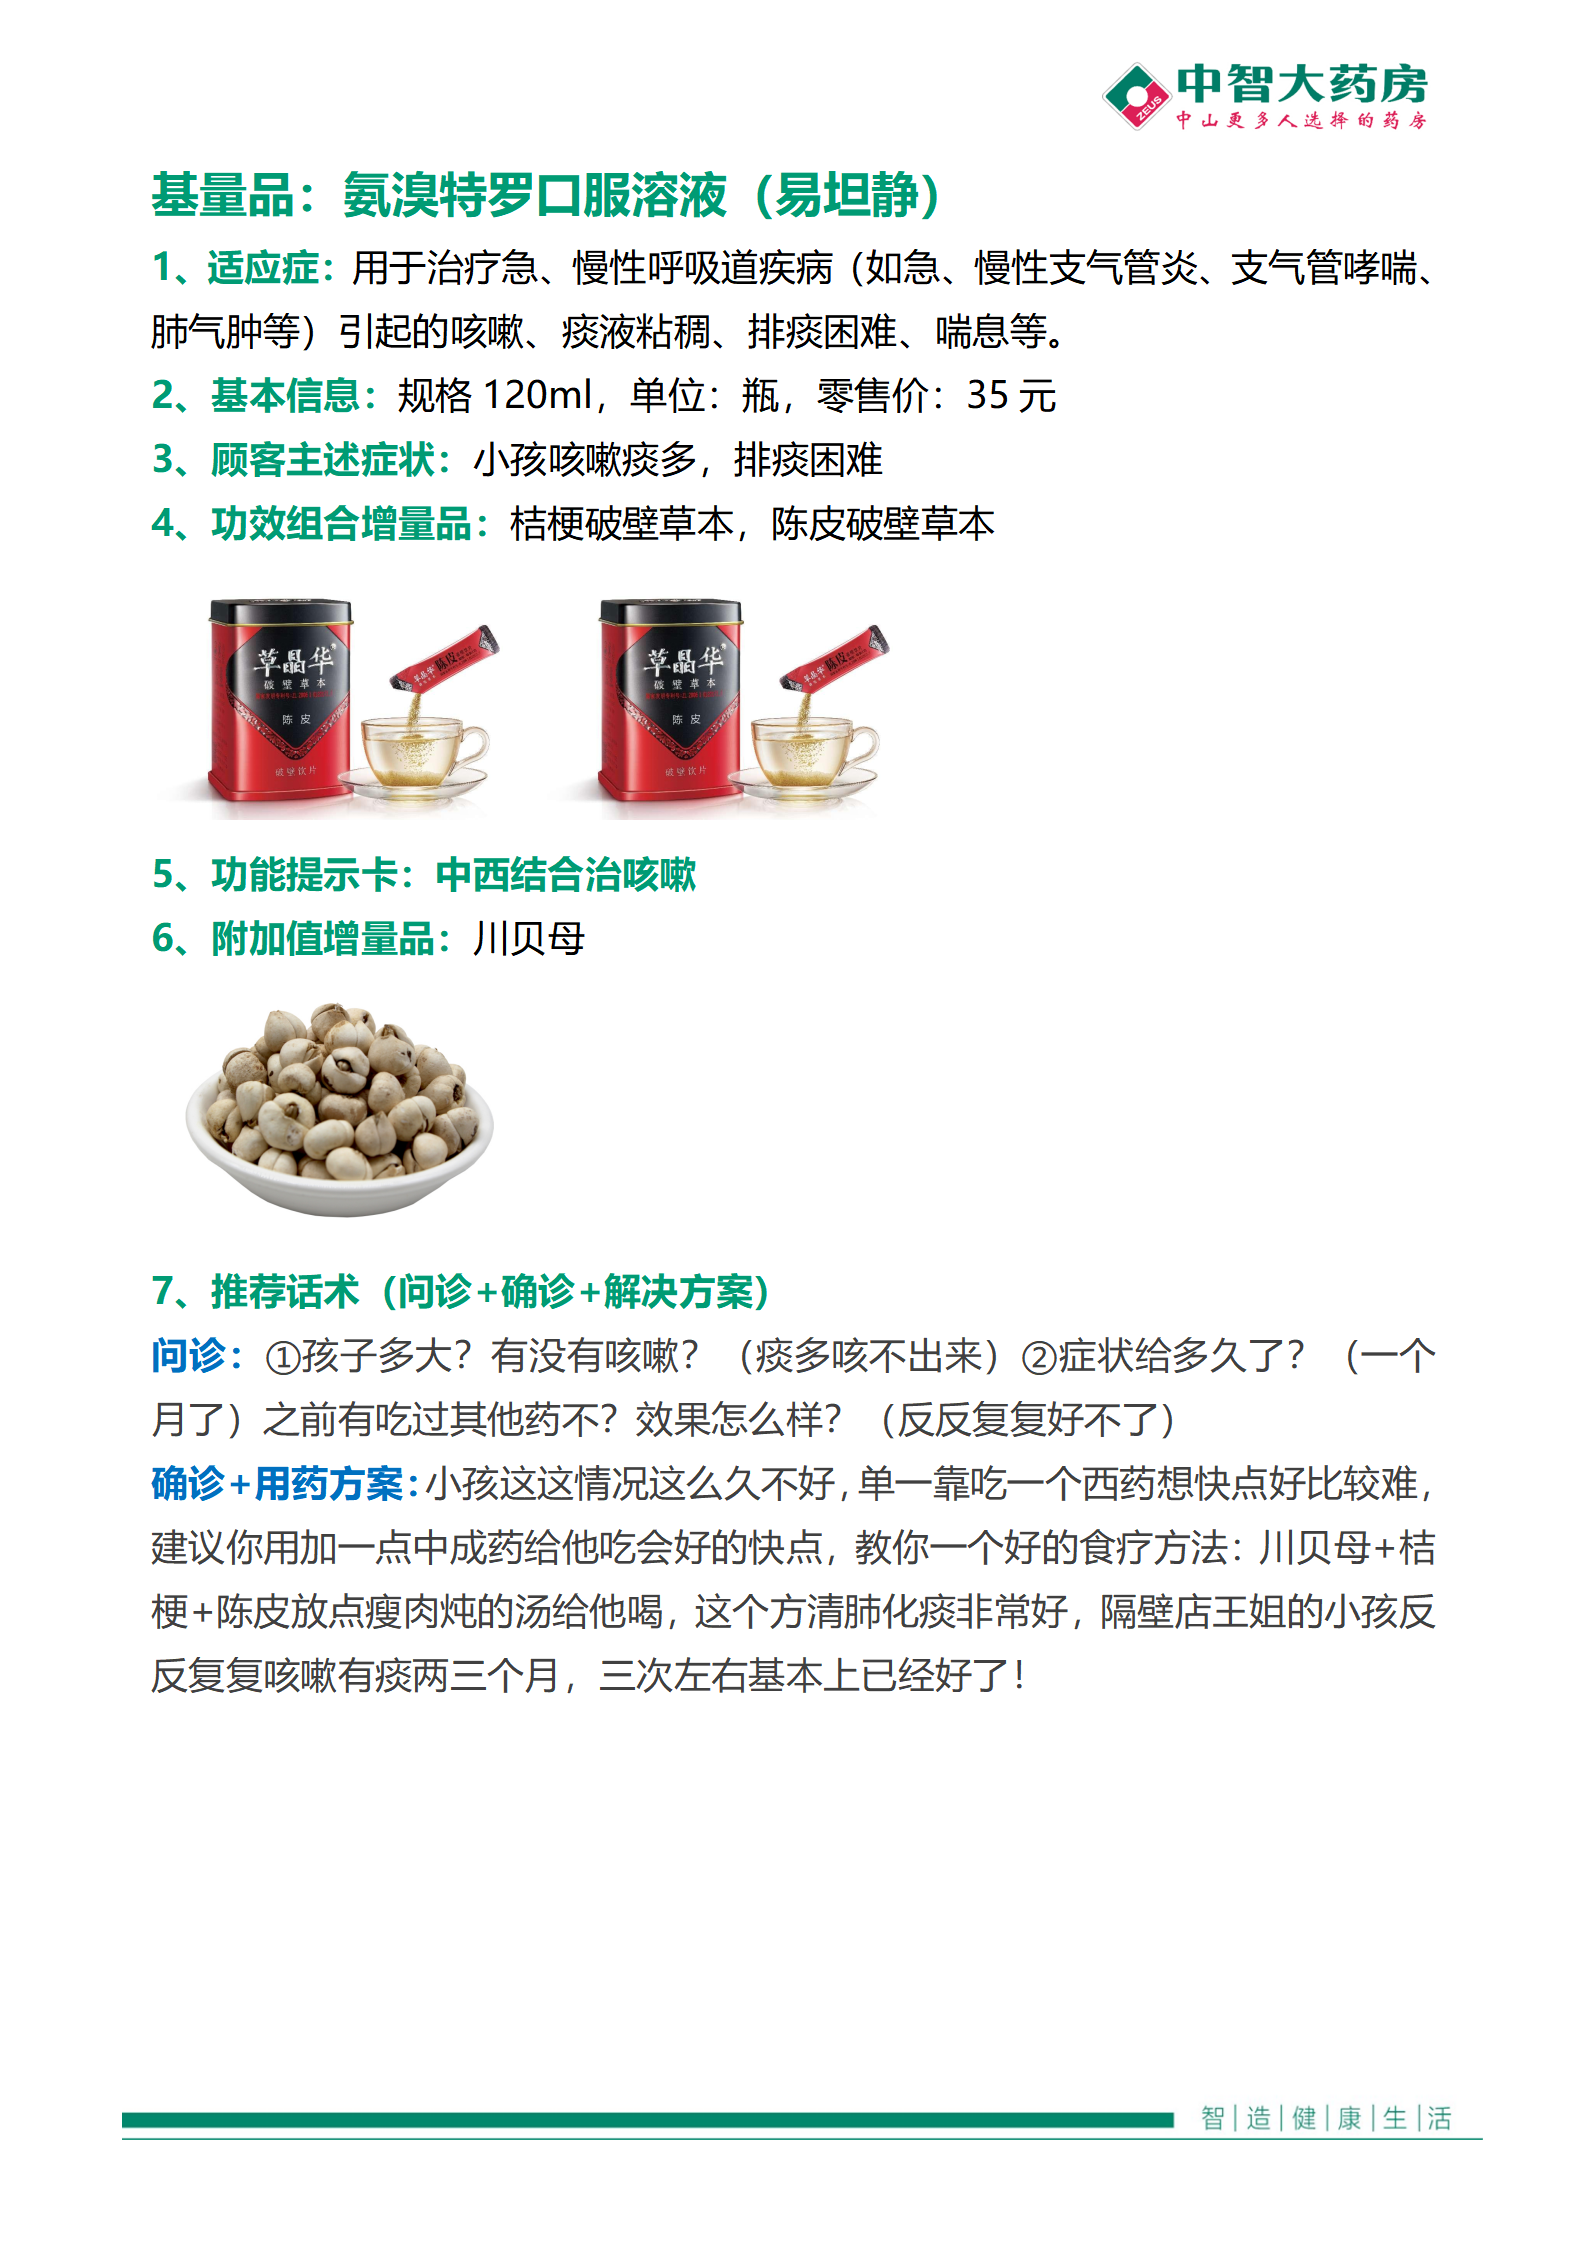 中智大药房
ZEUS
中山更多人选择的药房
基量品：氨溴特罗口服溶液（易坦静）
1、适应症：用于治疗急、慢性呼吸道疾病（如急、慢性支气管炎、支气管哮喘、
肺气肿等）引起的咳嗽、痰液粘稠、排痰困难、喘息等。
2、基本信息：规格 120ml，单位：瓶，零售价：35 元
3、顾客主述症状：小孩咳嗽痰多，排痰困难
4、功效组合增量品：桔梗破壁草本，陈皮破壁草本
草晶华
破壁草本
陈皮
破壁饮片
草晶华 陈皮
草晶华
破壁草本
陈皮
破壁饮片
草晶华 陈皮
5、功能提示卡：中西结合治咳嗽
6、附加值增量品：川贝母
7、推荐话术（问诊+确诊+解决方案）
问诊：①孩子多大？有没有咳嗽？（痰多咳不出来）②症状给多久了？（一个
月了）之前有吃过其他药不？效果怎么样？（反反复复好不了）
确诊+用药方案：小孩这这情况这么久不好，单一靠吃一个西药想快点好比较难，
建议你用加一点中成药给他吃会好的快点，教你一个好的食疗方法：川贝母+桔
梗+陈皮放点瘦肉炖的汤给他喝，这个方清肺化痰非常好，隔壁店王姐的小孩反
反复复咳嗽有痰两三个月，三次左右基本上已经好了！
智|造|健|康|生|活